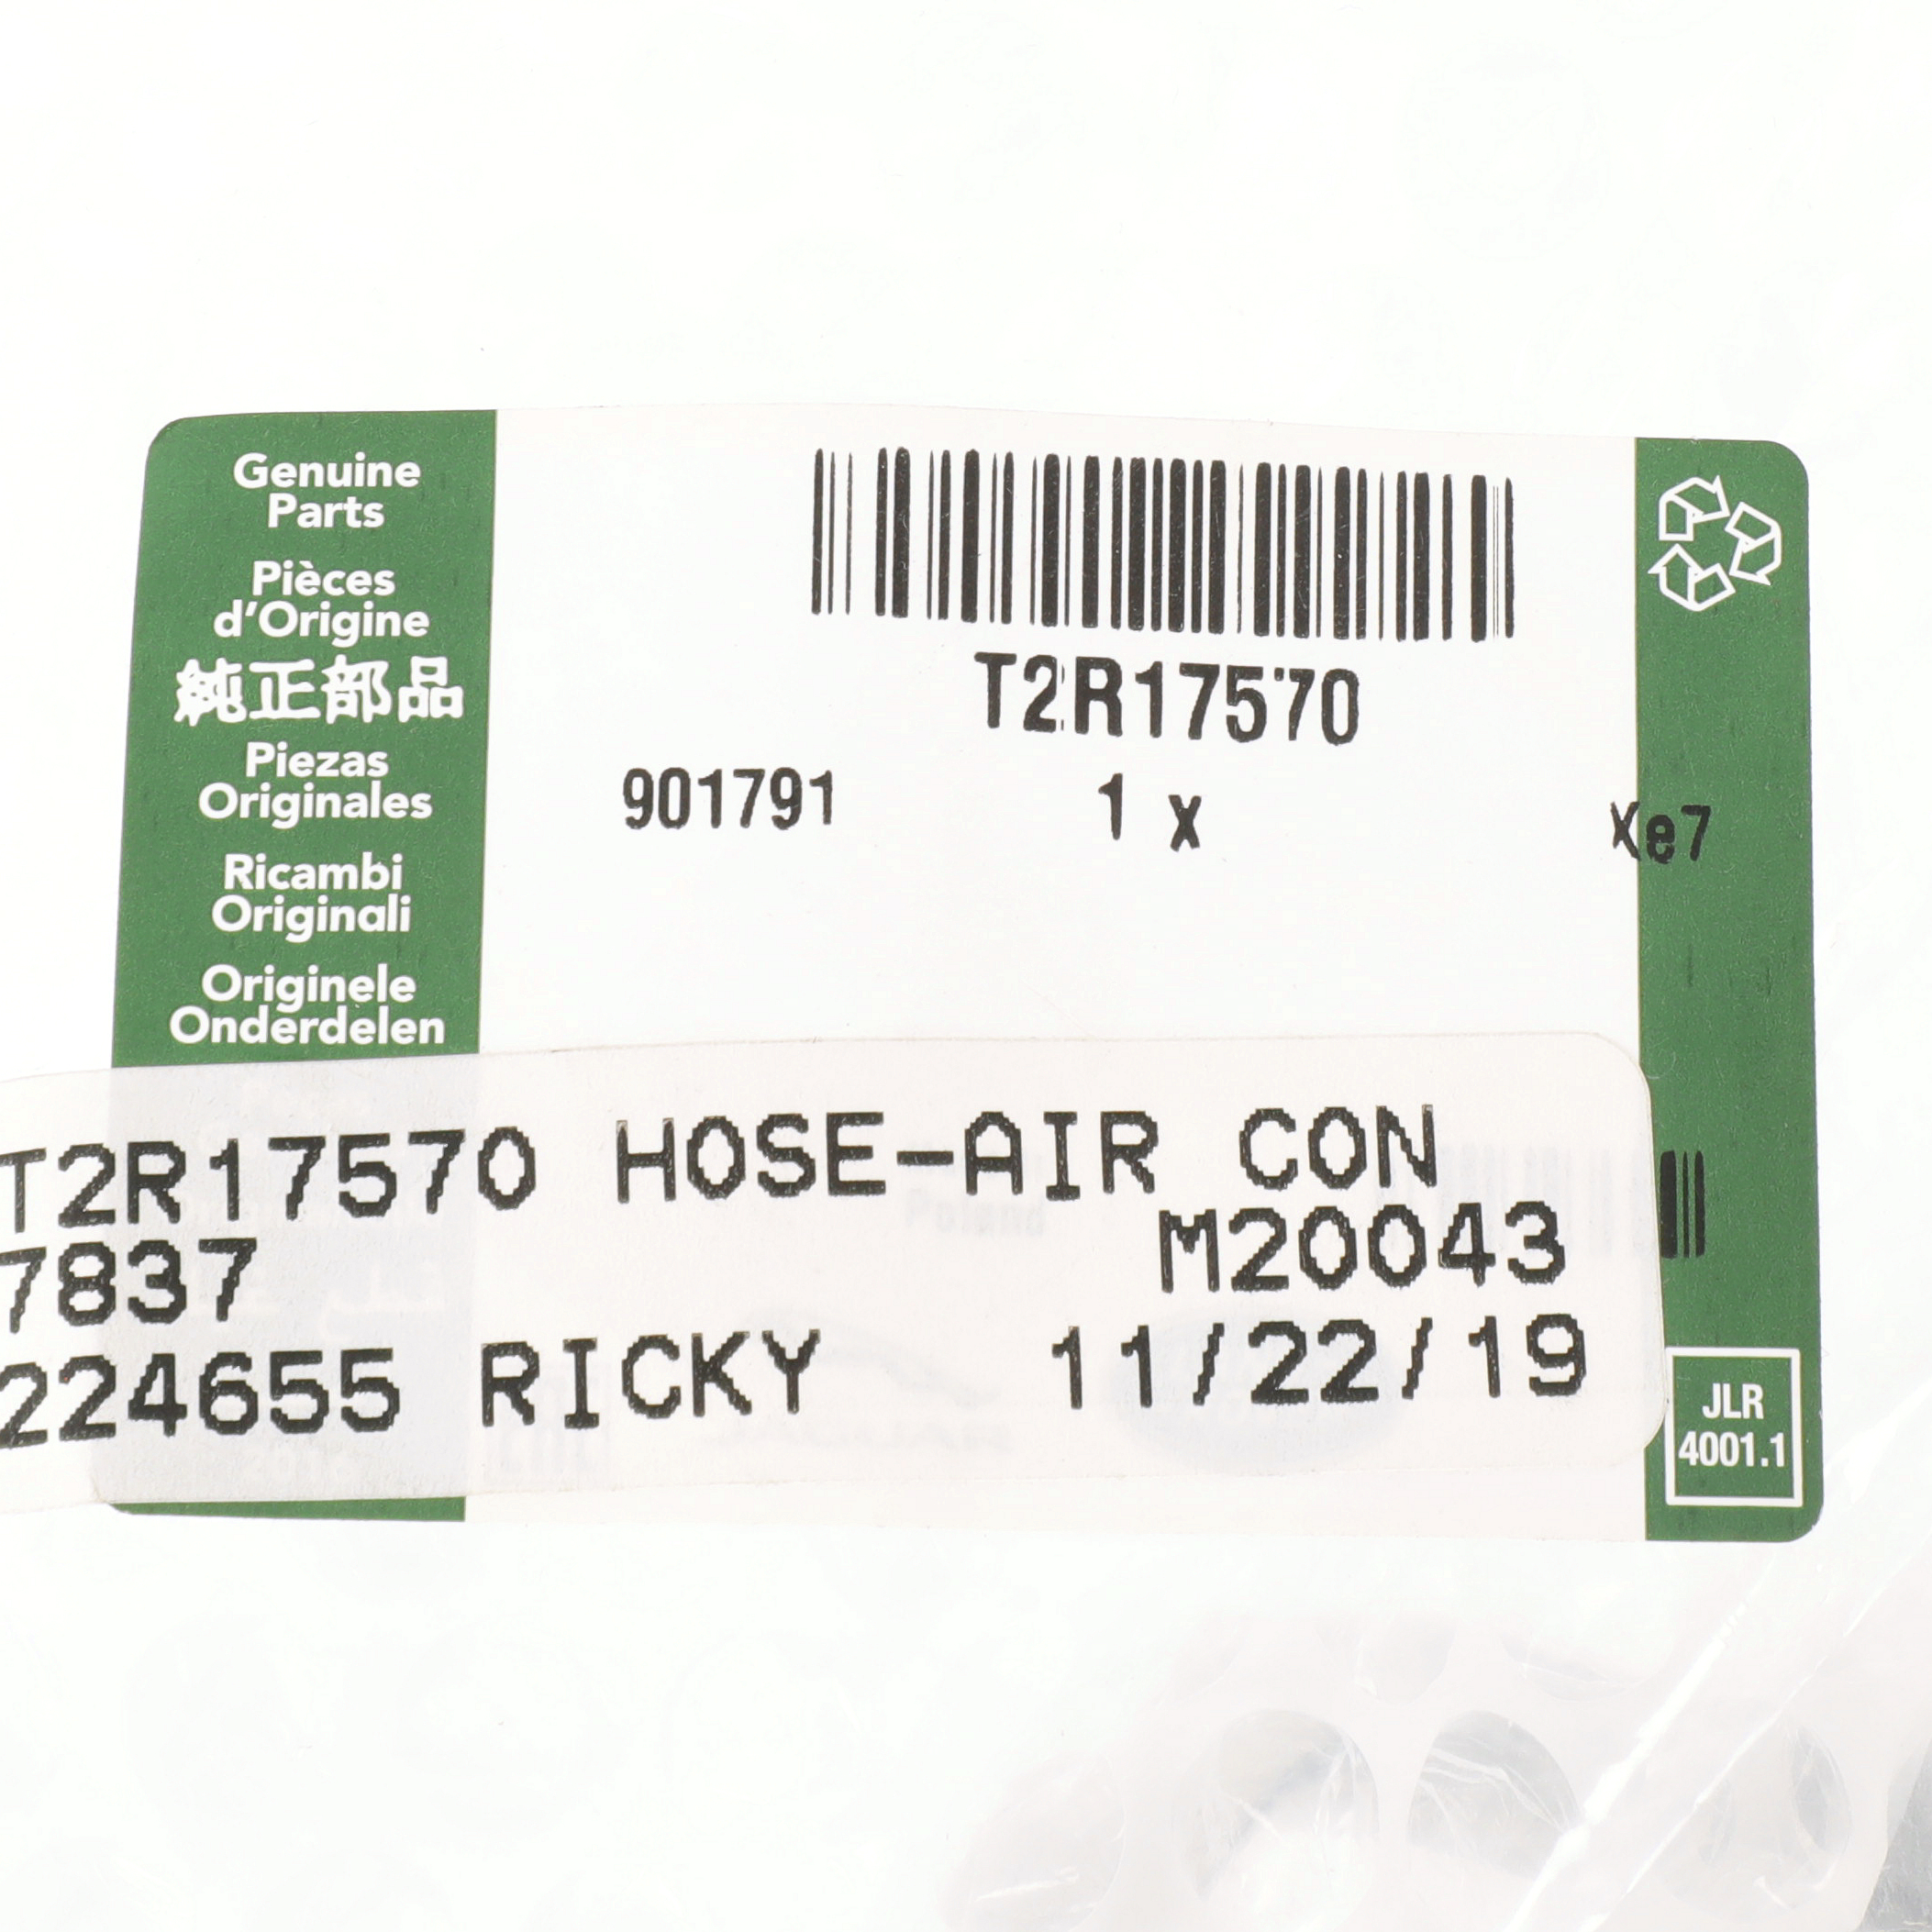 Genuine
Parts
Pièces
d'Origine
純正部品
Piezas
Originales
Ricambi
Originali
Originele
Onderdelen
T2R17570
901791
1 x
Xe7
T2R17570 HOSE-AIR CON
7837
M20043
224655 RICKY
11/22/19
Poland
JLR
4001.1